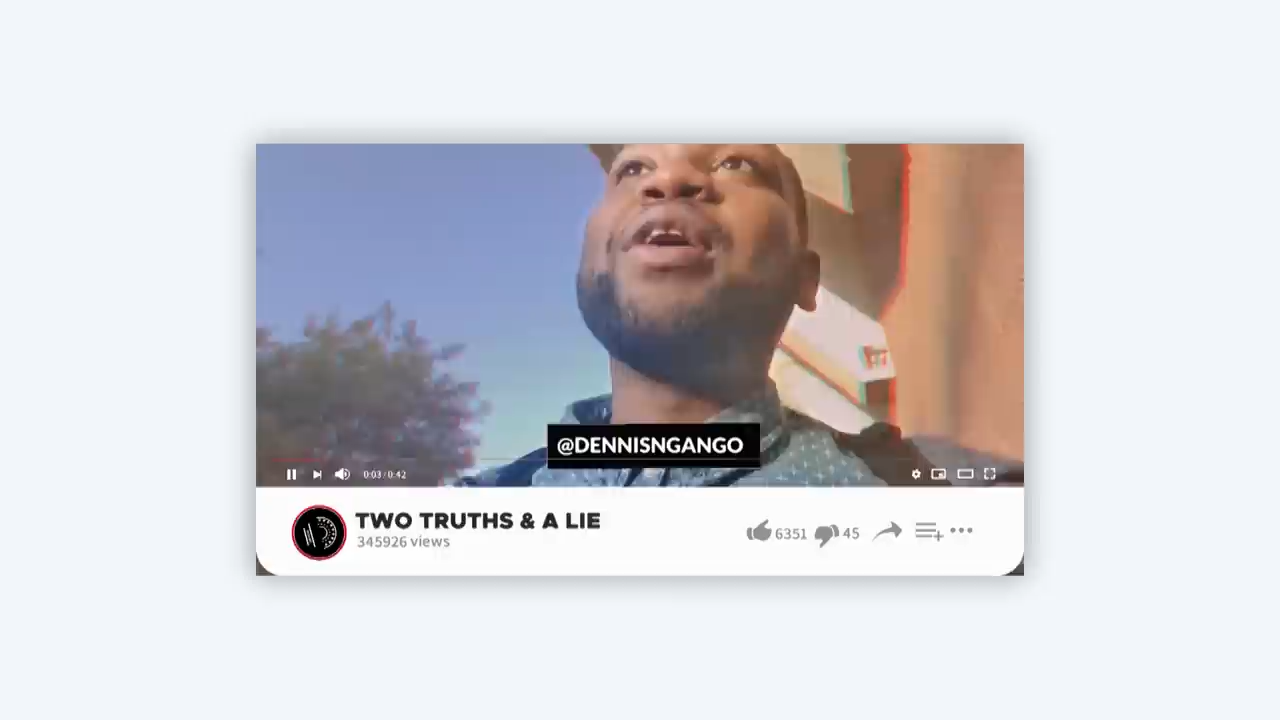 @DENNISNGANGO
0:03/0:42
TWO TRUTHS & A LIE
345926 views
6351
45